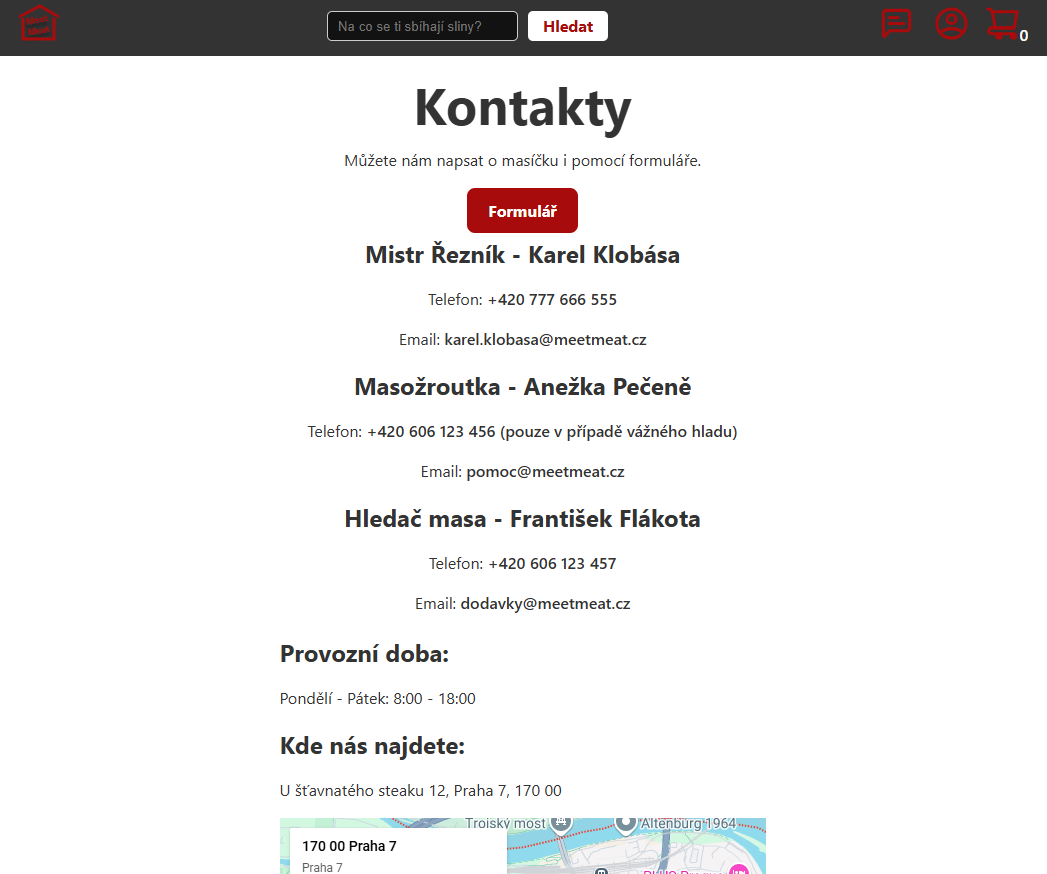 Na co se ti sbíhají sliny?
Hledat
0
Kontakty
Můžete nám napsat o masíčku i pomocí formuláře.
Formulář
Mistr Řezník - Karel Klobása
Telefon: +420 777 666 555
Email: karel.klobasa@meetmeat.cz
Masožroutka - Anežka Pečeně
Telefon: +420 606 123 456 (pouze v případě vážného hladu)
Email: pomoc@meetmeat.cz
Hledač masa - František Flákota
Telefon: +420 606 123 457
Email: dodavky@meetmeat.cz
Provozní doba:
Pondělí - Pátek: 8:00 - 18:00
Kde nás najdete:
U šťavnatého steaku 12, Praha 7, 170 00
Trojský most
Altenburg 1964
170 00 Praha 7
Praha 7